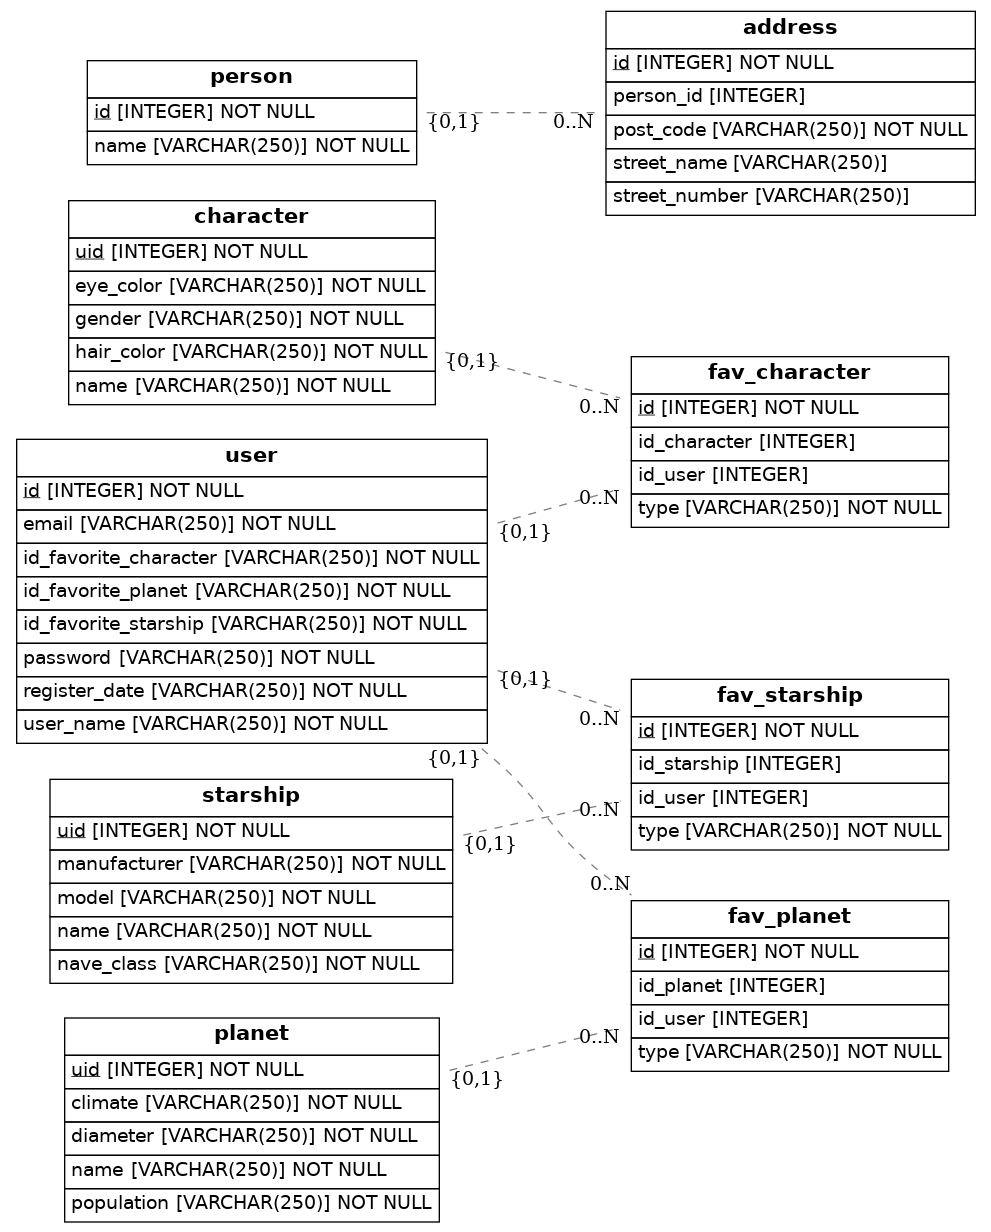 person
id [INTEGER] NOT NULL
name [VARCHAR(250)] NOT NULL
{0,1}
0..N
address
id [INTEGER] NOT NULL
person_id [INTEGER]
post_code [VARCHAR(250)] NOT NULL
street_name [VARCHAR(250)]
street_number [VARCHAR(250)]
character
uid [INTEGER] NOT NULL
eye_color [VARCHAR(250)] NOT NULL
gender [VARCHAR(250)] NOT NULL
hair_color [VARCHAR(250)] NOT NULL
name [VARCHAR(250)] NOT NULL
{0,1}
0..N
fav_character
id [INTEGER] NOT NULL
id_character [INTEGER]
id_user [INTEGER]
type [VARCHAR(250)] NOT NULL
user
id [INTEGER] NOT NULL
email [VARCHAR(250)] NOT NULL
id_favorite_character [VARCHAR(250)] NOT NULL
id_favorite_planet [VARCHAR(250)] NOT NULL
id_favorite_starship [VARCHAR(250)] NOT NULL
password [VARCHAR(250)] NOT NULL
register_date [VARCHAR(250)] NOT NULL
user_name [VARCHAR(250)] NOT NULL
{0,1}
0..N
{0,1}
0..N
{0,1}
0..N
fav_starship
id [INTEGER] NOT NULL
id_starship [INTEGER]
id_user [INTEGER]
type [VARCHAR(250)] NOT NULL
starship
uid [INTEGER] NOT NULL
manufacturer [VARCHAR(250)] NOT NULL
model [VARCHAR(250)] NOT NULL
name [VARCHAR(250)] NOT NULL
nave_class [VARCHAR(250)] NOT NULL
{0,1}
0..N
fav_planet
id [INTEGER] NOT NULL
id_planet [INTEGER]
id_user [INTEGER]
type [VARCHAR(250)] NOT NULL
planet
uid [INTEGER] NOT NULL
climate [VARCHAR(250)] NOT NULL
diameter [VARCHAR(250)] NOT NULL
name [VARCHAR(250)] NOT NULL
population [VARCHAR(250)] NOT NULL
{0,1}
0..N